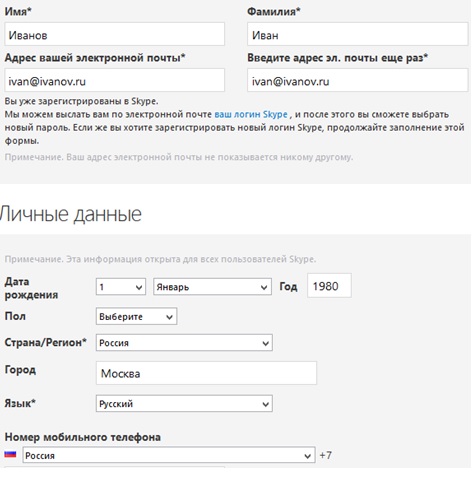 Имя* Фамилия*
Иванов Иван
Адрес вашей электронной почты* Введите адрес эл. почты еще раз*
ivan@ivanov.ru ivan@ivanov.ru
Вы уже зарегистрированы в Skype.
Мы можем выслать вам по электронной почте ваш логин Skype , и после этого вы сможете выбрать
новый пароль. Если же вы хотите зарегистрировать новый логин Skype, продолжайте заполнение этой
формы.
Примечание. Ваш адрес электронной почты не показывается никому другому.
Личные данные
Примечание. Эта информация открыта для всех пользователей Skype.
Дата
рождения
1 Январь Год 1980
Пол Выберите
Страна/Регион* Россия
Город Москва
Язык* Русский
Номер мобильного телефона
Россия +7